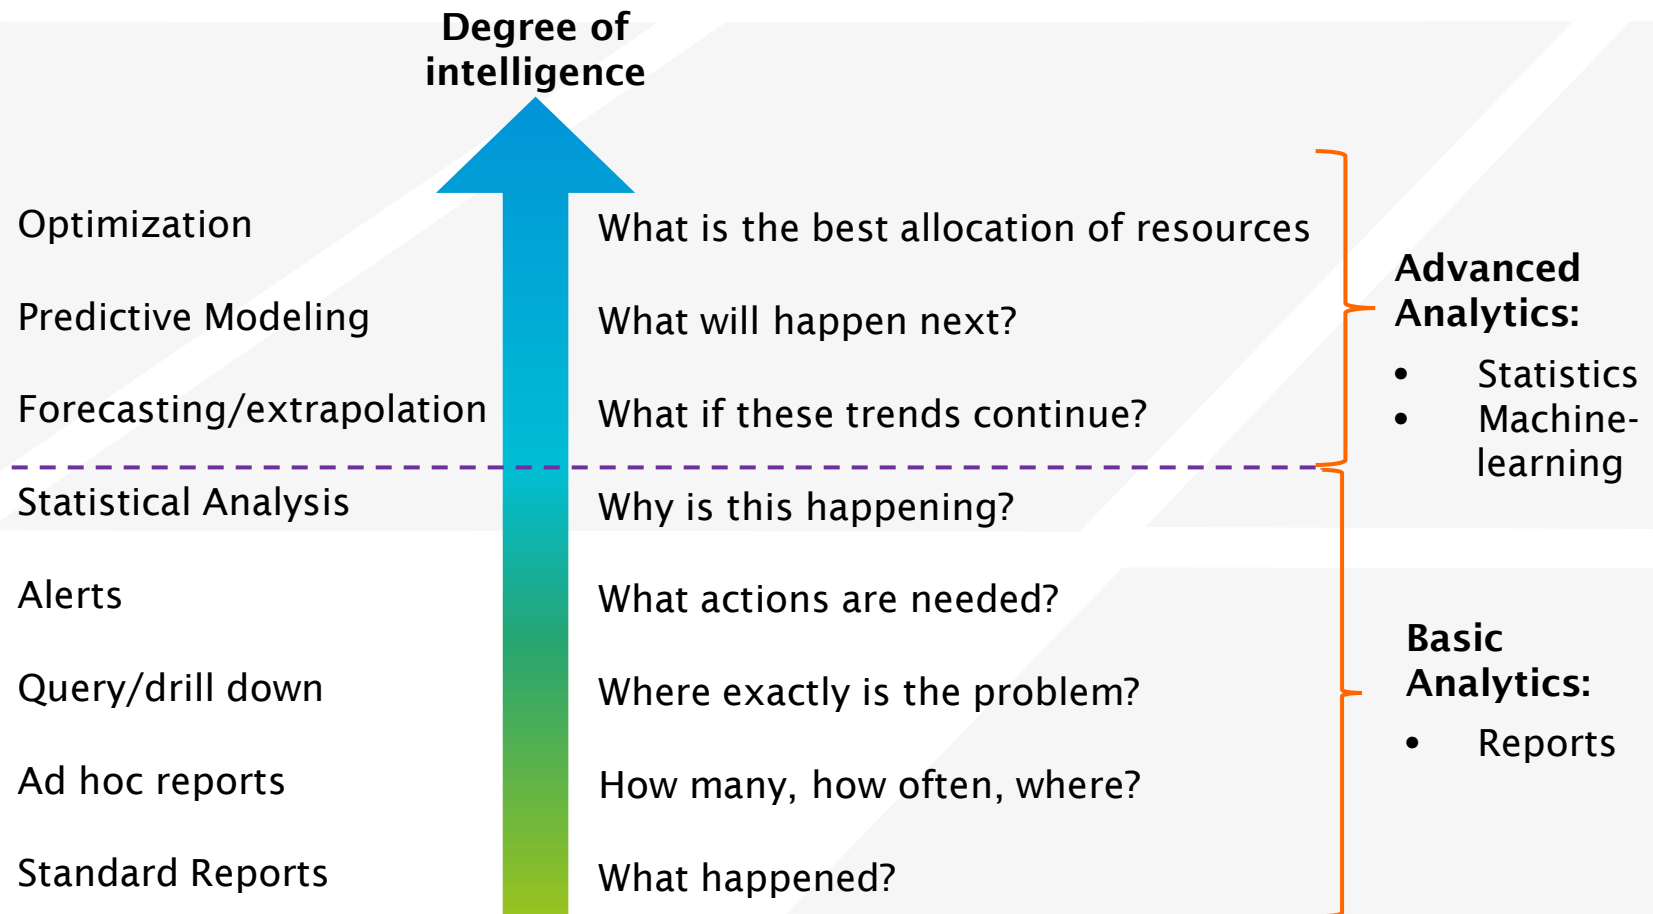 Degree of
intelligence
Optimization
What is the best allocation of resources
Predictive Modeling
What will happen next?
Forecasting/extrapolation
What if these trends continue?
Statistical Analysis
Why is this happening?
Alerts
What actions are needed?
Query/drill down
Where exactly is the problem?
Ad hoc reports
How many, how often, where?
Standard Reports
What happened?
Advanced
Analytics:
• Statistics
• Machine-
learning
Basic
Analytics:
• Reports